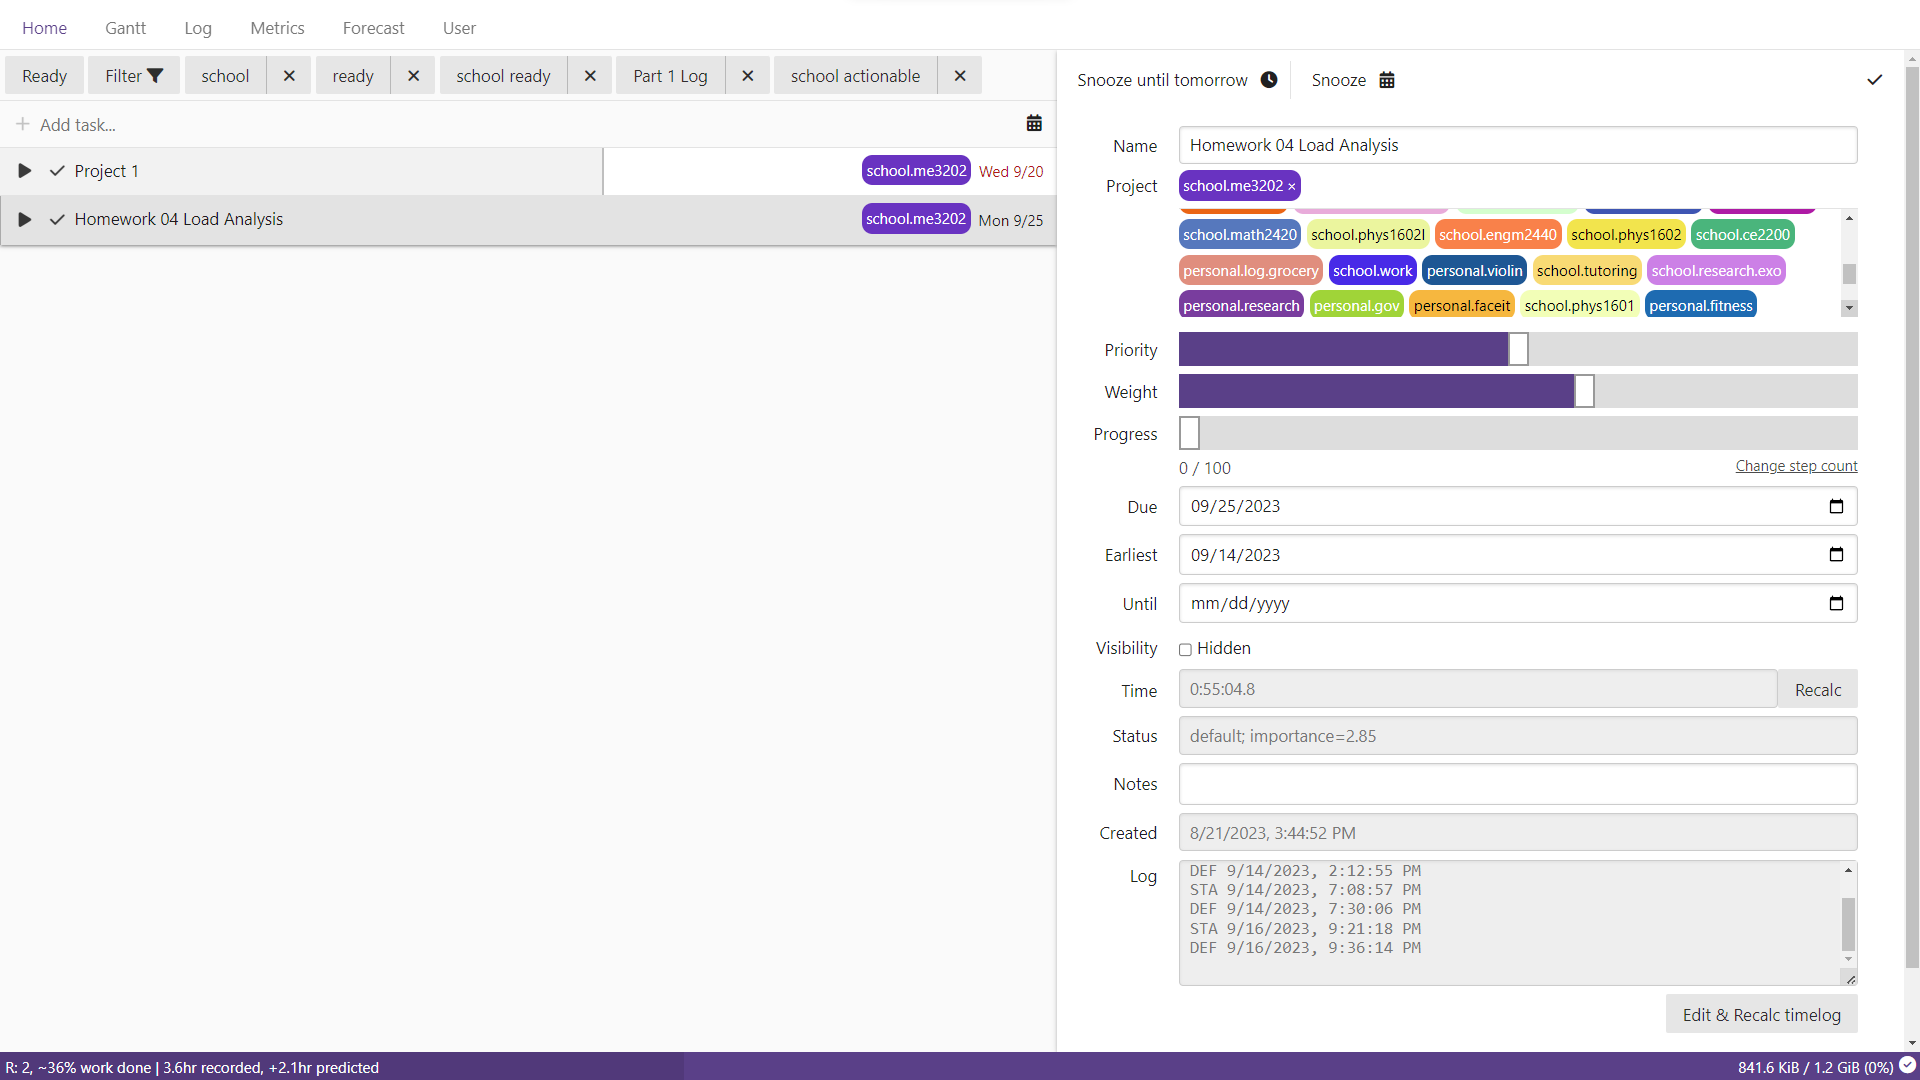 Home Gantt Log Metrics Forecast User
Ready Filter school ✕ ready ✕ school ready ✕ Part 1 Log ✕ school actionable ✕
Add task...
Project 1 school.me3202 Wed 9/20
Homework 04 Load Analysis school.me3202 Mon 9/25
Snooze until tomorrow Snooze
Name Homework 04 Load Analysis
Project school.me3202 ×
school.math2420 school.phys1602l school.engm2440 school.phys1602 school.ce2200
personal.log.grocery school.work personal.violin school.tutoring school.research.exo
personal.research personal.gov personal.faceit school.phys1601 personal.fitness
Priority
Weight
Progress
0 / 100 Change step count
Due 09/25/2023
Earliest 09/14/2023
Until mm/dd/yyyy
Visibility Hidden
Time 0:55:04.8 Recalc
Status default; importance=2.85
Notes
Created 8/21/2023, 3:44:52 PM
Log DEF 9/14/2023, 2:12:55 PM
STA 9/14/2023, 7:08:57 PM
DEF 9/14/2023, 7:30:06 PM
STA 9/16/2023, 9:21:18 PM
DEF 9/16/2023, 9:36:14 PM
Edit & Recalc timelog
R: 2, ~36% work done | 3.6hr recorded, +2.1hr predicted 841.6 KiB / 1.2 GiB (0%)